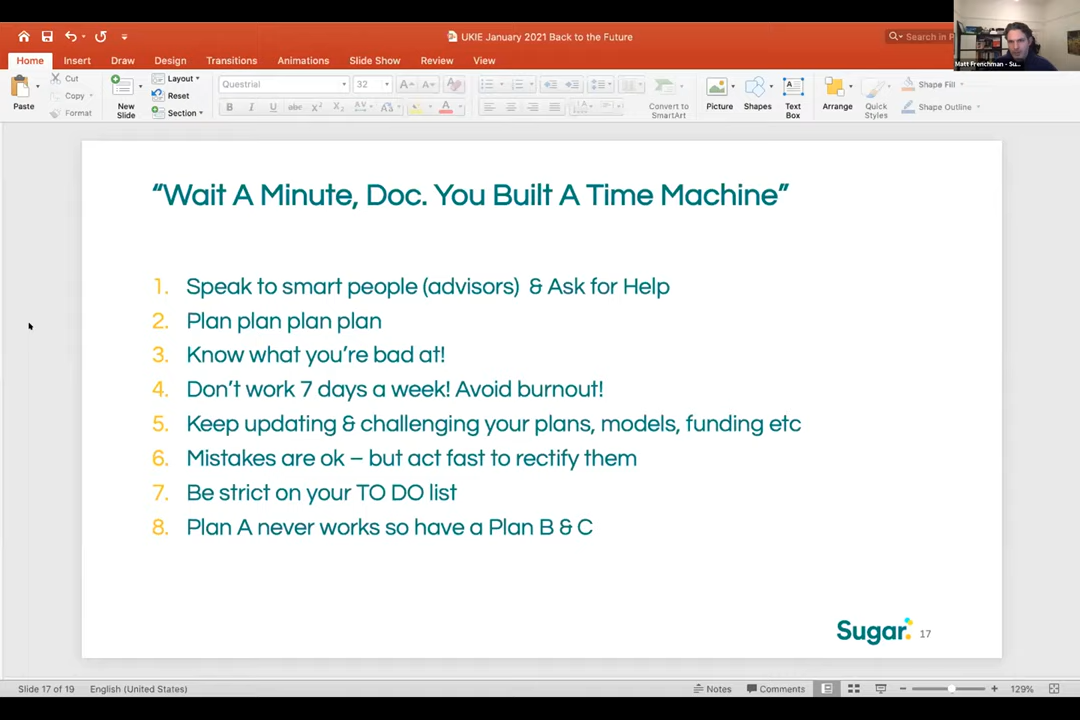 UKIE January 2021 Back to the Future
Search in P
Matt Frenchman - Su...
Home Insert Draw Design Transitions Animations Slide Show Review View
Paste
Cut
Copy
Format
New Slide
Layout
Reset
Section
Questrial 32
B I U abc
Convert to SmartArt
Picture
Shapes
Text Box
Arrange
Quick Styles
Shape Fill
Shape Outline
“Wait A Minute, Doc. You Built A Time Machine”
1. Speak to smart people (advisors) & Ask for Help
2. Plan plan plan plan
3. Know what you’re bad at!
4. Don’t work 7 days a week! Avoid burnout!
5. Keep updating & challenging your plans, models, funding etc
6. Mistakes are ok – but act fast to rectify them
7. Be strict on your TO DO list
8. Plan A never works so have a Plan B & C
Sugar 17
Slide 17 of 19 English (United States) Notes Comments 129%